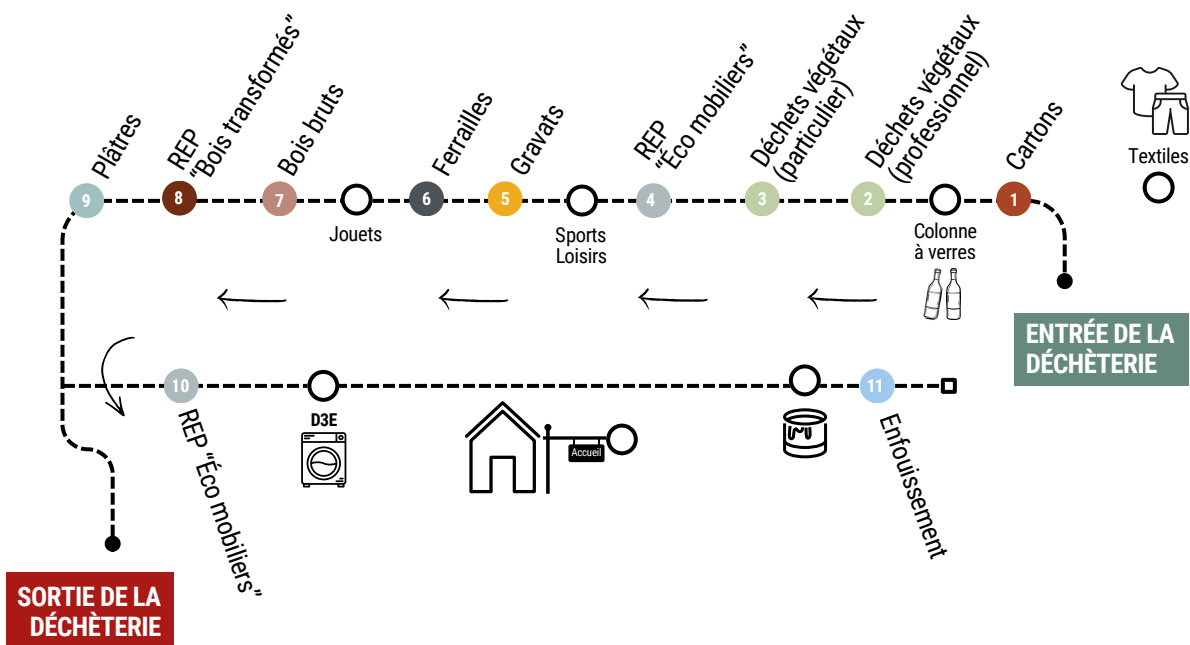 Plâtres
9
REP
“Bois transformés”
8
Bois bruts
7
Jouets
Ferrailles
6
Gravats
5
Sports
Loisirs
REP
“Éco mobiliers”
4
Déchets végétaux
(particulier)
3
Déchets végétaux
(professionnel)
2
Colonne
à verres
Cartons
1
Textiles
ENTRÉE DE LA
DÉCHÈTERIE
10
REP “Éco mobiliers”
D3E
Accueil
11
Enfouissement
SORTIE DE LA
DÉCHÈTERIE